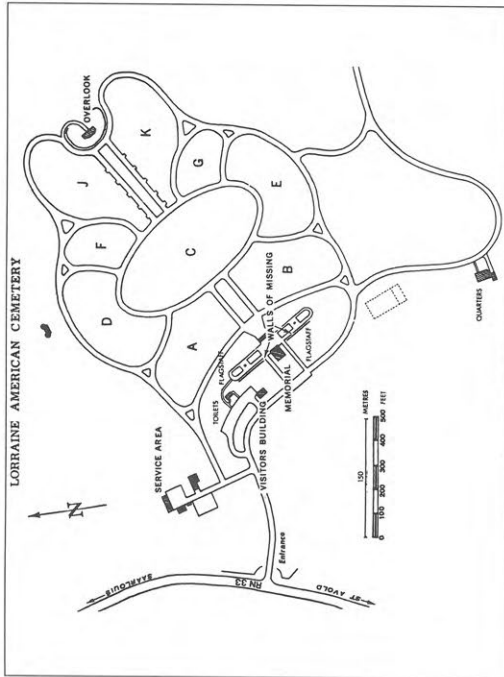 LORRAINE AMERICAN CEMETERY
N
OVERLOOK
J
K
F
G
D
C
E
A
B
SERVICE AREA
TOILETS
FLAGSTAFF
WALLS OF MISSING
VISITORS BUILDING
MEMORIAL
FLAGSTAFF
QUARTERS
SAARLOUIS
RN 33
Entrance
ST AVOLD
150 METRES
0 100 200 300 400 500 FEET